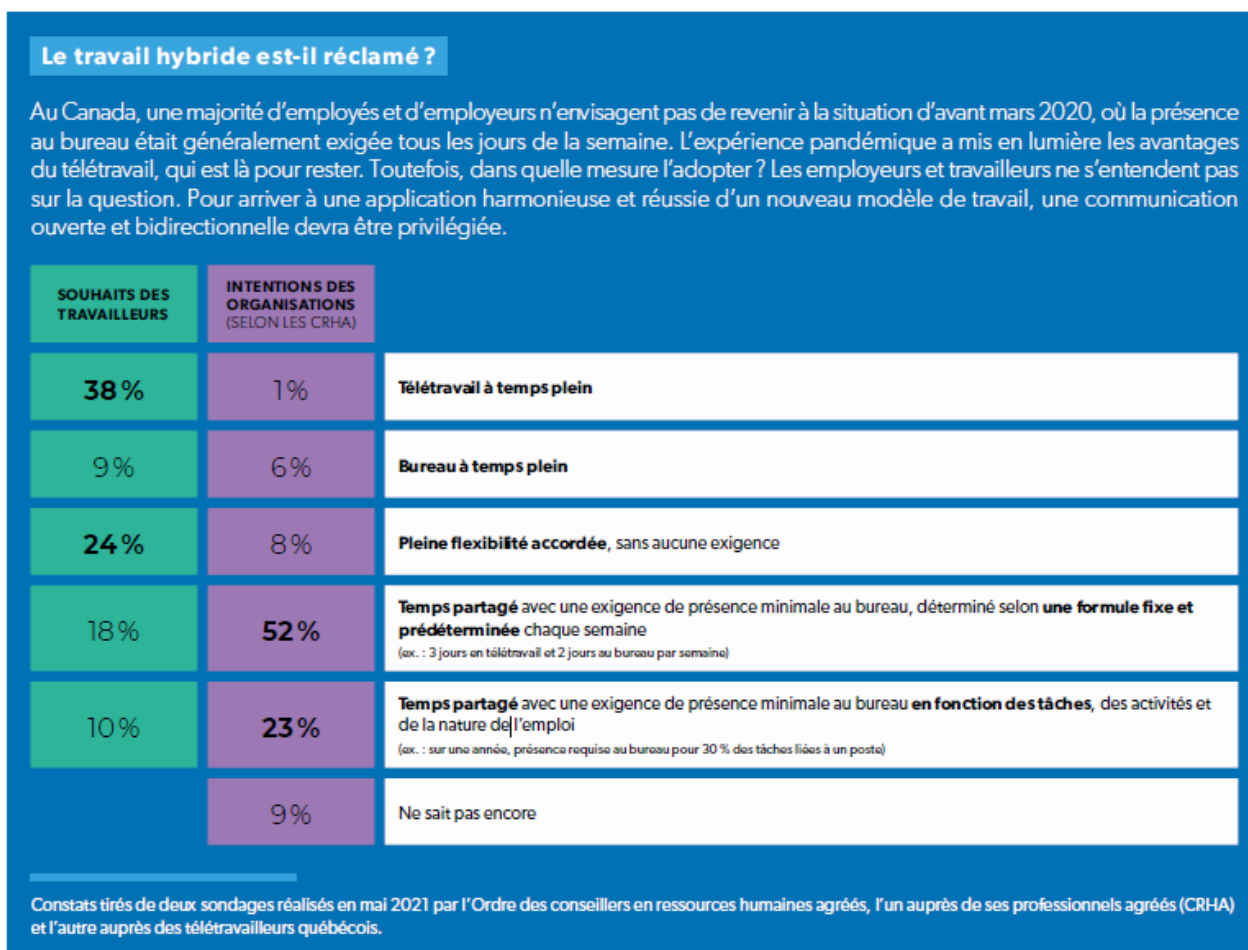 Le travail hybride est-il réclamé ?
Au Canada, une majorité d’employés et d’employeurs n’envisagent pas de revenir à la situation d’avant mars 2020, où la présence
au bureau était généralement exigée tous les jours de la semaine. L’expérience pandémique a mis en lumière les avantages
du télétravail, qui est là pour rester. Toutefois, dans quelle mesure l’adopter ? Les employeurs et travailleurs ne s’entendent pas
sur la question. Pour arriver à une application harmonieuse et réussie d’un nouveau modèle de travail, une communication
ouverte et bidirectionnelle devra être privilégiée.
SOUHAITS DES
TRAVAILLEURS
INTENTIONS DES
ORGANISATIONS
(SELON LES CRHA)
38 %
1 %
Télétravail à temps plein
9 %
6 %
Bureau à temps plein
24 %
8 %
Pleine flexibilité accordée, sans aucune exigence
18 %
52 %
Temps partagé avec une exigence de présence minimale au bureau, déterminé selon une formule fixe et
prédéterminée chaque semaine
(ex. : 3 jours en télétravail et 2 jours au bureau par semaine)
10 %
23 %
Temps partagé avec une exigence de présence minimale au bureau en fonction des tâches, des activités et
de la nature de l’emploi
(ex. : sur une année, présence requise au bureau pour 30 % des tâches liées à un poste)
9 %
Ne sait pas encore
Constats tirés de deux sondages réalisés en mai 2021 par l’Ordre des conseillers en ressources humaines agréés, l’un auprès de ses professionnels agréés (CRHA)
et l’autre auprès des télétravailleurs québécois.